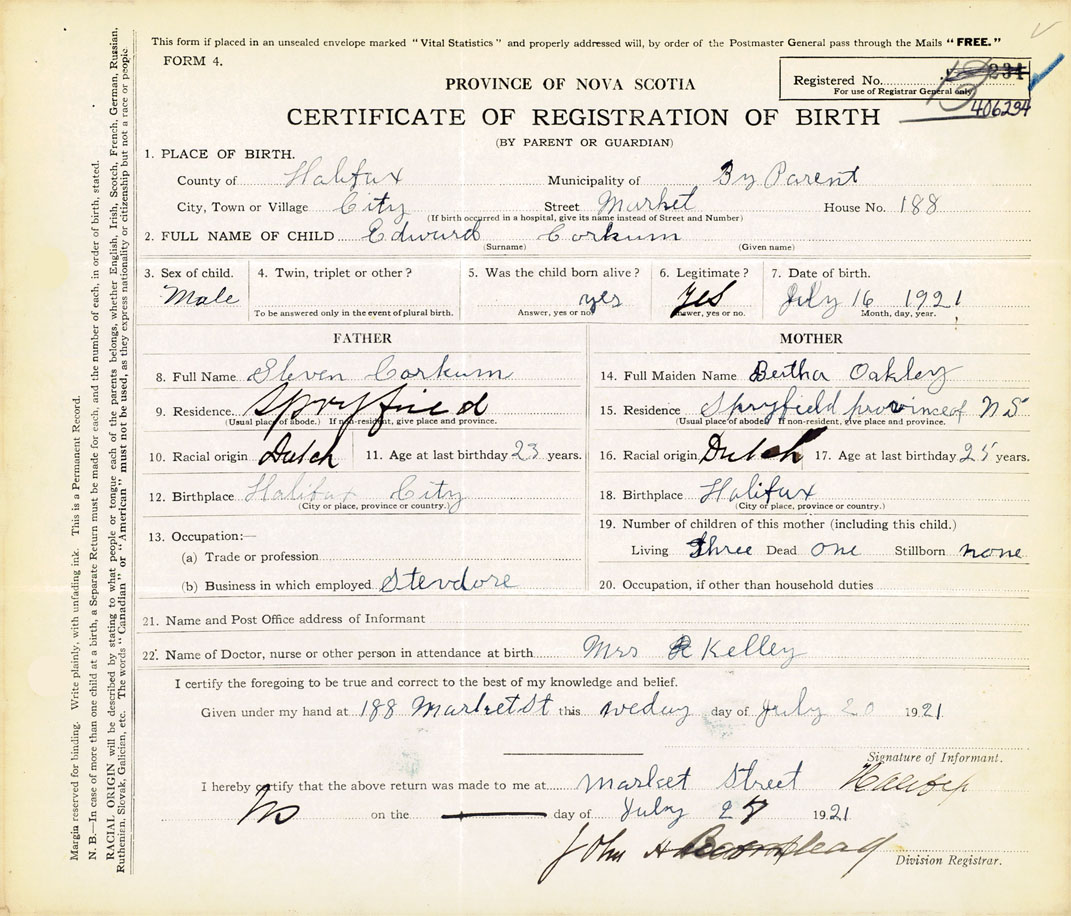 This form if placed in an unsealed envelope marked "Vital Statistics" and properly addressed will, by order of the Postmaster General pass through the Mails "FREE."
FORM 4.
Registered No. 234
For use of Registrar General only
13
406294
PROVINCE OF NOVA SCOTIA
CERTIFICATE OF REGISTRATION OF BIRTH
(BY PARENT OR GUARDIAN)
1. PLACE OF BIRTH.
County of Halifax Municipality of By Parent
City, Town or Village City Street Market House No. 188
(If birth occurred in a hospital, give its name instead of Street and Number)
2. FULL NAME OF CHILD Edward Corkum
(Surname) (Given name)
3. Sex of child. 4. Twin, triplet or other? 5. Was the child born alive? 6. Legitimate? 7. Date of birth.
Male yes Yes July 16 1921
To be answered only in the event of plural birth. Answer, yes or no. Answer, yes or no. Month, day, year.
FATHER
8. Full Name Steven Corkum
9. Residence. Spryfield
(Usual place of abode.) If non-resident, give place and province.
10. Racial origin Dutch 11. Age at last birthday 23 years.
12. Birthplace Halifax City
(City or place, province or country.)
13. Occupation:—
(a) Trade or profession
(b) Business in which employed Stevdore
MOTHER
14. Full Maiden Name Bertha Oakley
15. Residence Spryfield province of N S
(Usual place of abode) If non-resident, give place and province.
16. Racial origin Dutch 17. Age at last birthday 25 years.
18. Birthplace Halifax
(City or place, province or country.)
19. Number of children of this mother (including this child.)
Living three Dead one Stillborn none
20. Occupation, if other than household duties
21. Name and Post Office address of Informant
22. Name of Doctor, nurse or other person in attendance at birth Mrs R Kelley
I certify the foregoing to be true and correct to the best of my knowledge and belief.
Given under my hand at 188 Market St this weday day of July 20 1921
Signature of Informant.
I hereby certify that the above return was made to me at Market Street Halifax
NS on the day of July 27 1921
John H
Division Registrar.
Margin reserved for binding. Write plainly, with unfading ink. This is a Permanent Record.
N. B.—In case of more than one child at a birth, a Separate Return must be made for each, and the number of each, in order of birth, stated.
RACIAL ORIGIN will be described by stating to what people or tongue each of the parents belongs, whether English, Irish, Scotch, French, German, Russian,
Ruthenian, Slovak, Galicien, etc. The words "Canadian" or "American" must not be used, as they express nationality or citizenship but not a race or people